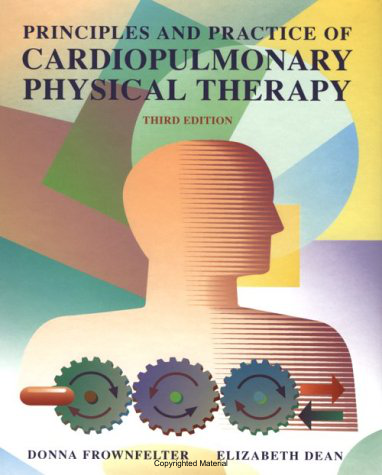 PRINCIPLES AND PRACTICE OF
CARDIOPULMONARY
PHYSICAL THERAPY
THIRD EDITION
DONNA FROWNFELTER ELIZABETH DEAN
Copyrighted Material